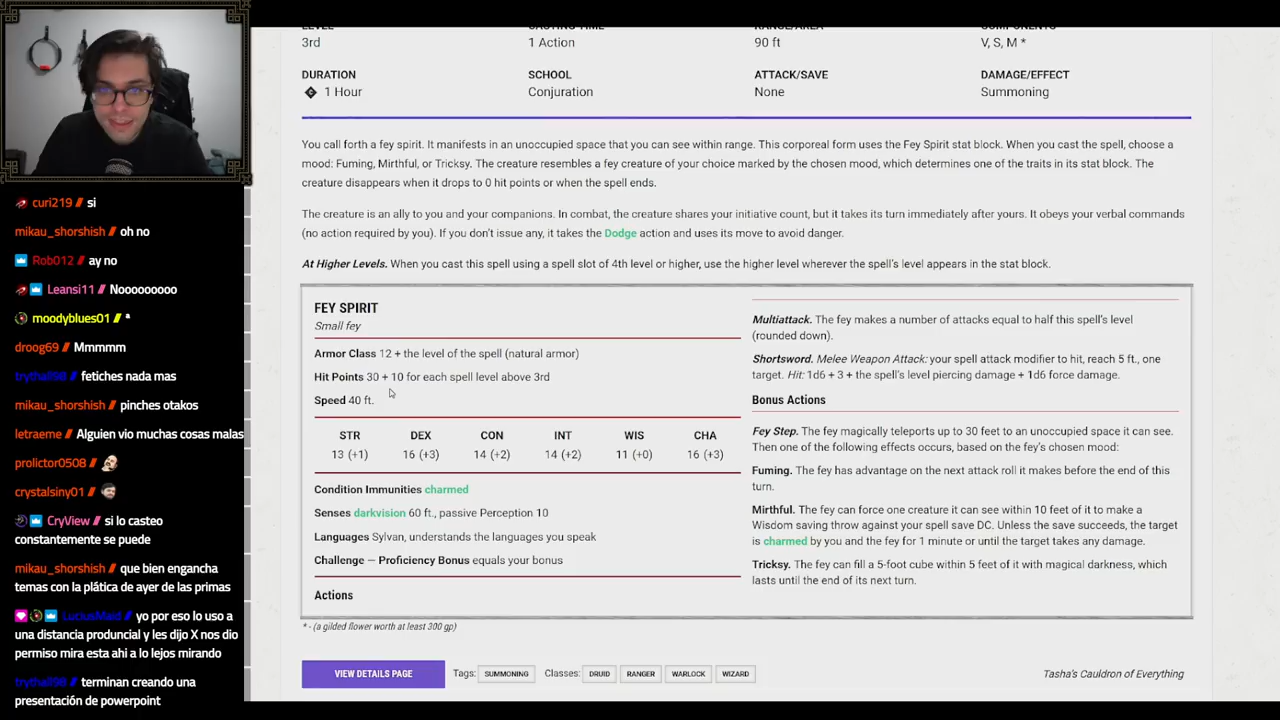 3rd
1 Action
90 ft
V, S, M *
DURATION
SCHOOL
ATTACK/SAVE
DAMAGE/EFFECT
1 Hour
Conjuration
None
Summoning
You call forth a fey spirit. It manifests in an unoccupied space that you can see within range. This corporeal form uses the Fey Spirit stat block. When you cast the spell, choose a
mood: Fuming, Mirthful, or Tricksy. The creature resembles a fey creature of your choice marked by the chosen mood, which determines one of the traits in its stat block. The
creature disappears when it drops to 0 hit points or when the spell ends.
The creature is an ally to you and your companions. In combat, the creature shares your initiative count, but it takes its turn immediately after yours. It obeys your verbal commands
(no action required by you). If you don't issue any, it takes the Dodge action and uses its move to avoid danger.
At Higher Levels. When you cast this spell using a spell slot of 4th level or higher, use the higher level wherever the spell's level appears in the stat block.
FEY SPIRIT
Small fey
Armor Class 12 + the level of the spell (natural armor)
Hit Points 30 + 10 for each spell level above 3rd
Speed 40 ft.
STR DEX CON INT WIS CHA
13 (+1) 16 (+3) 14 (+2) 14 (+2) 11 (+0) 16 (+3)
Condition Immunities charmed
Senses darkvision 60 ft., passive Perception 10
Languages Sylvan, understands the languages you speak
Challenge — Proficiency Bonus equals your bonus
Actions
Multiattack. The fey makes a number of attacks equal to half this spell's level
(rounded down).
Shortsword. Melee Weapon Attack: your spell attack modifier to hit, reach 5 ft., one
target. Hit: 1d6 + 3 + the spell's level piercing damage + 1d6 force damage.
Bonus Actions
Fey Step. The fey magically teleports up to 30 feet to an unoccupied space it can see.
Then one of the following effects occurs, based on the fey's chosen mood:
Fuming. The fey has advantage on the next attack roll it makes before the end of this
turn.
Mirthful. The fey can force one creature it can see within 10 feet of it to make a
Wisdom saving throw against your spell save DC. Unless the save succeeds, the target
is charmed by you and the fey for 1 minute or until the target takes any damage.
Tricksy. The fey can fill a 5-foot cube within 5 feet of it with magical darkness, which
lasts until the end of its next turn.
* - (a gilded flower worth at least 300 gp)
VIEW DETAILS PAGE
Tags: SUMMONING Classes: DRUID RANGER WARLOCK WIZARD
Tasha's Cauldron of Everything
curi219 // si
mikau_shorshish // oh no
Rob012 // ay no
Leansi11 // Nooooooooo
moodyblues01 // *
droog69 // Mmmmm
// fetiches nada mas
mikau_shorshish // pinches otakos
letraeme // Alguien vio muchas cosas malas
prolictor0508 //
crystalsiny01 //
CryView // si lo casteo
constantemente se puede
mikau_shorshish // que bien engancha
temas con la plática de ayer de las primas
// yo por eso lo uso a
una distancia produncial y les dijo X nos dio
permiso mira esta ahi a lo lejos mirando
// terminan creando una
presentación de powerpoint